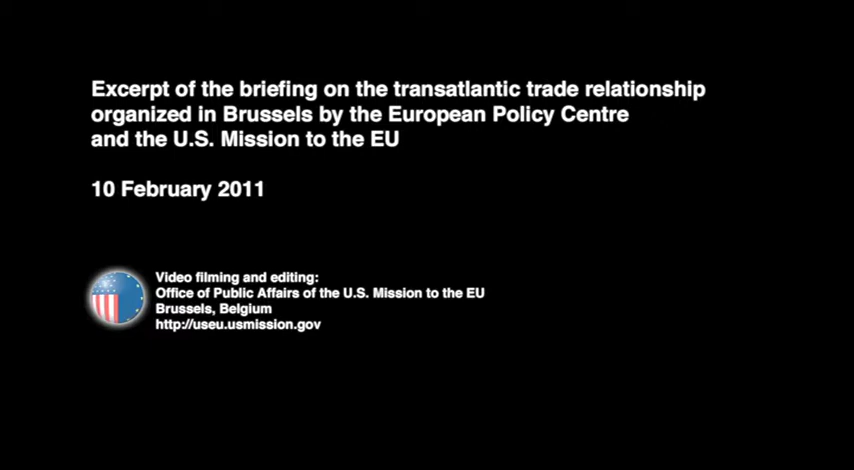 Excerpt of the briefing on the transatlantic trade relationship
organized in Brussels by the European Policy Centre
and the U.S. Mission to the EU
10 February 2011
Video filming and editing:
Office of Public Affairs of the U.S. Mission to the EU
Brussels, Belgium
http://useu.usmission.gov